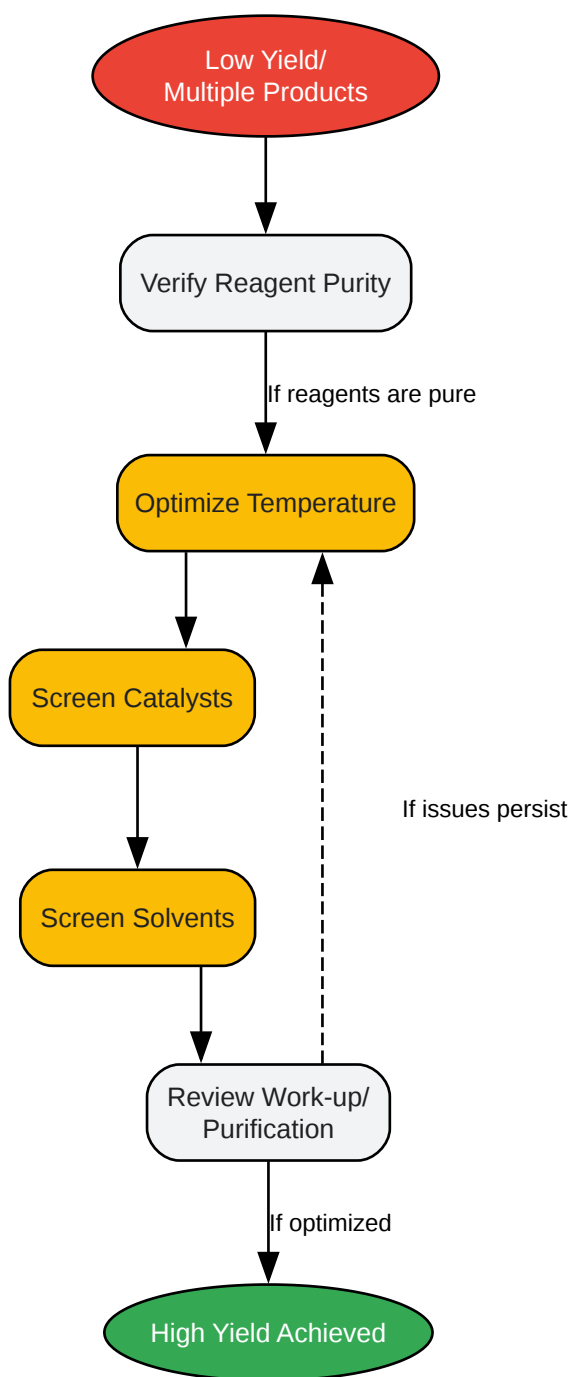 Low Yield/
Multiple Products
Verify Reagent Purity
If reagents are pure
Optimize Temperature
Screen Catalysts
If issues persist
Screen Solvents
Review Work-up/
Purification
If optimized
High Yield Achieved